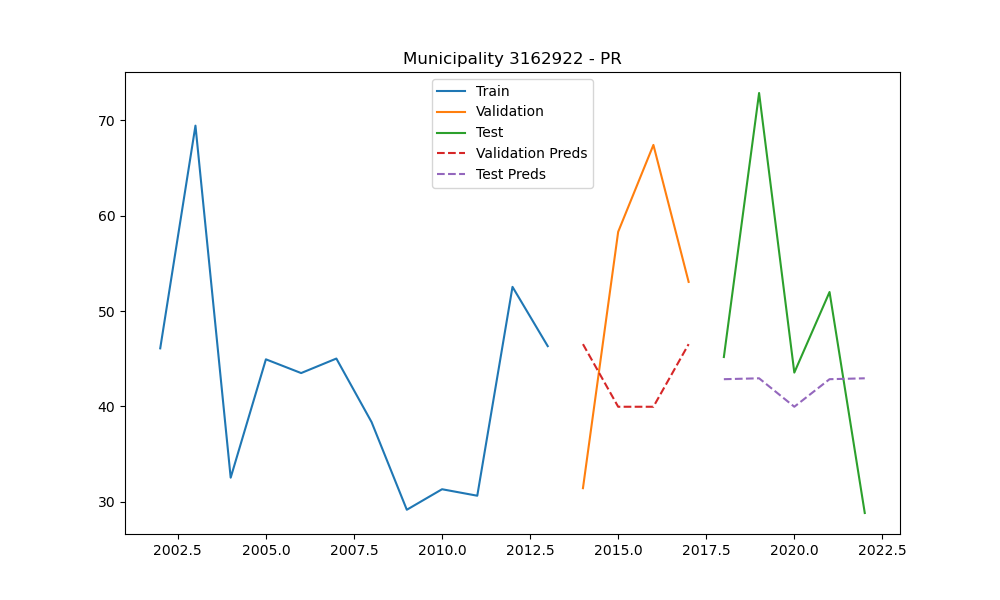 Municipality 3162922 - PR
Train
Validation
Test
Validation Preds
Test Preds
70
60
50
40
30
2002.5 2005.0 2007.5 2010.0 2012.5 2015.0 2017.5 2020.0 2022.5